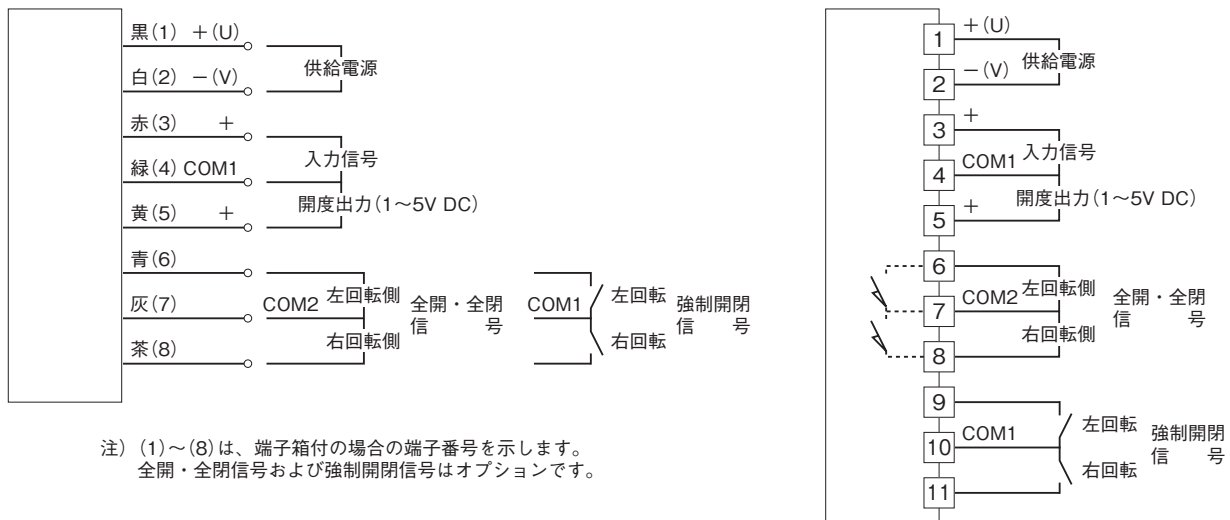 黒(1) +(U)
供給電源
白(2) −(V)
赤(3) +
入力信号
緑(4) COM1
開度出力(1~5V DC)
黄(5) +
青(6)
左回転側
灰(7) COM2
全開・全閉
信 号
右回転側
茶(8)
COM1
左回転
右回転
強制開閉
信 号
注) (1)~(8)は、端子箱付の場合の端子番号を示します。
全開・全閉信号および強制開閉信号はオプションです。
1 +(U)
供給電源
2 −(V)
3 +
入力信号
4 COM1
開度出力(1~5V DC)
5 +
6
左回転側
7 COM2
全開・全閉
信 号
右回転側
8
9
左回転
10 COM1
強制開閉
信 号
右回転
11